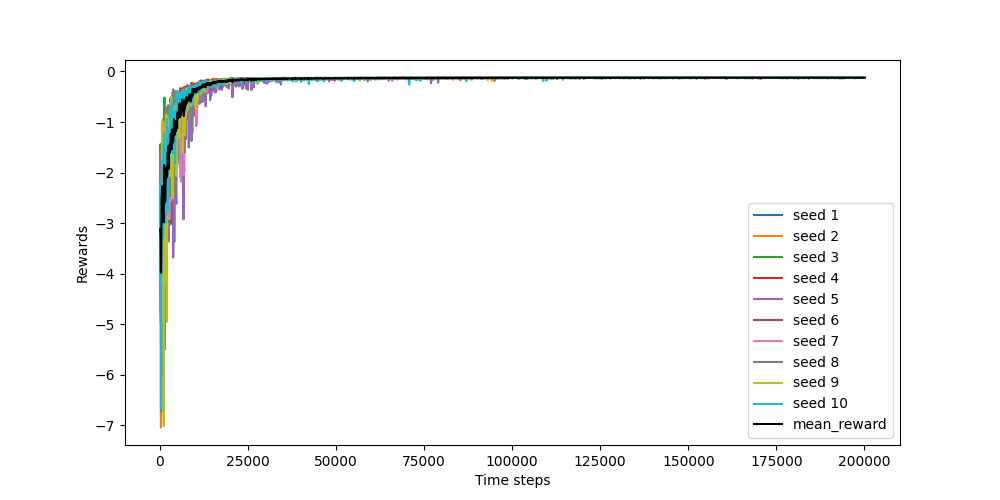 0
−1
−2
−3
−4
−5
−6
−7
Rewards
0
25000
50000
75000
100000
125000
150000
175000
200000
Time steps
seed 1
seed 2
seed 3
seed 4
seed 5
seed 6
seed 7
seed 8
seed 9
seed 10
mean_reward